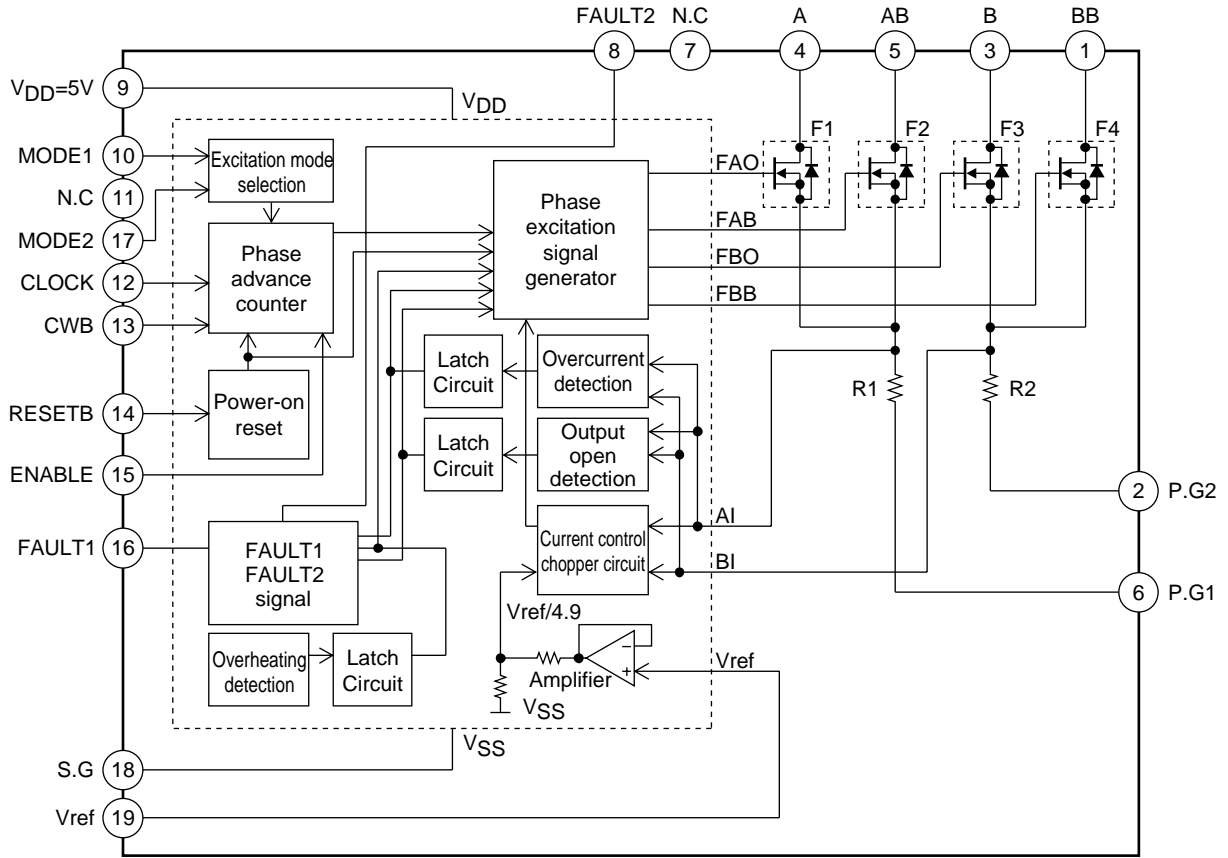 FAULT2 N.C A AB B BB
8 7 4 5 3 1
VDD=5V 9
VDD
MODE1 10
Excitation mode
selection
N.C 11
MODE2 17
Phase
advance
counter
CLOCK 12
CWB 13
Power-on
reset
RESETB 14
ENABLE 15
FAULT1 16
FAULT1
FAULT2
signal
Overheating
detection
Latch
Circuit
Phase
excitation
signal
generator
FAO
FAB
FBO
FBB
F1 F2 F3 F4
Latch
Circuit
Overcurrent
detection
Latch
Circuit
Output
open
detection
Current control
chopper circuit
AI
BI
R1 R2
2 P.G2
6 P.G1
Vref/4.9
−
+
Amplifier
Vref
VSS
VSS
S.G 18
Vref 19